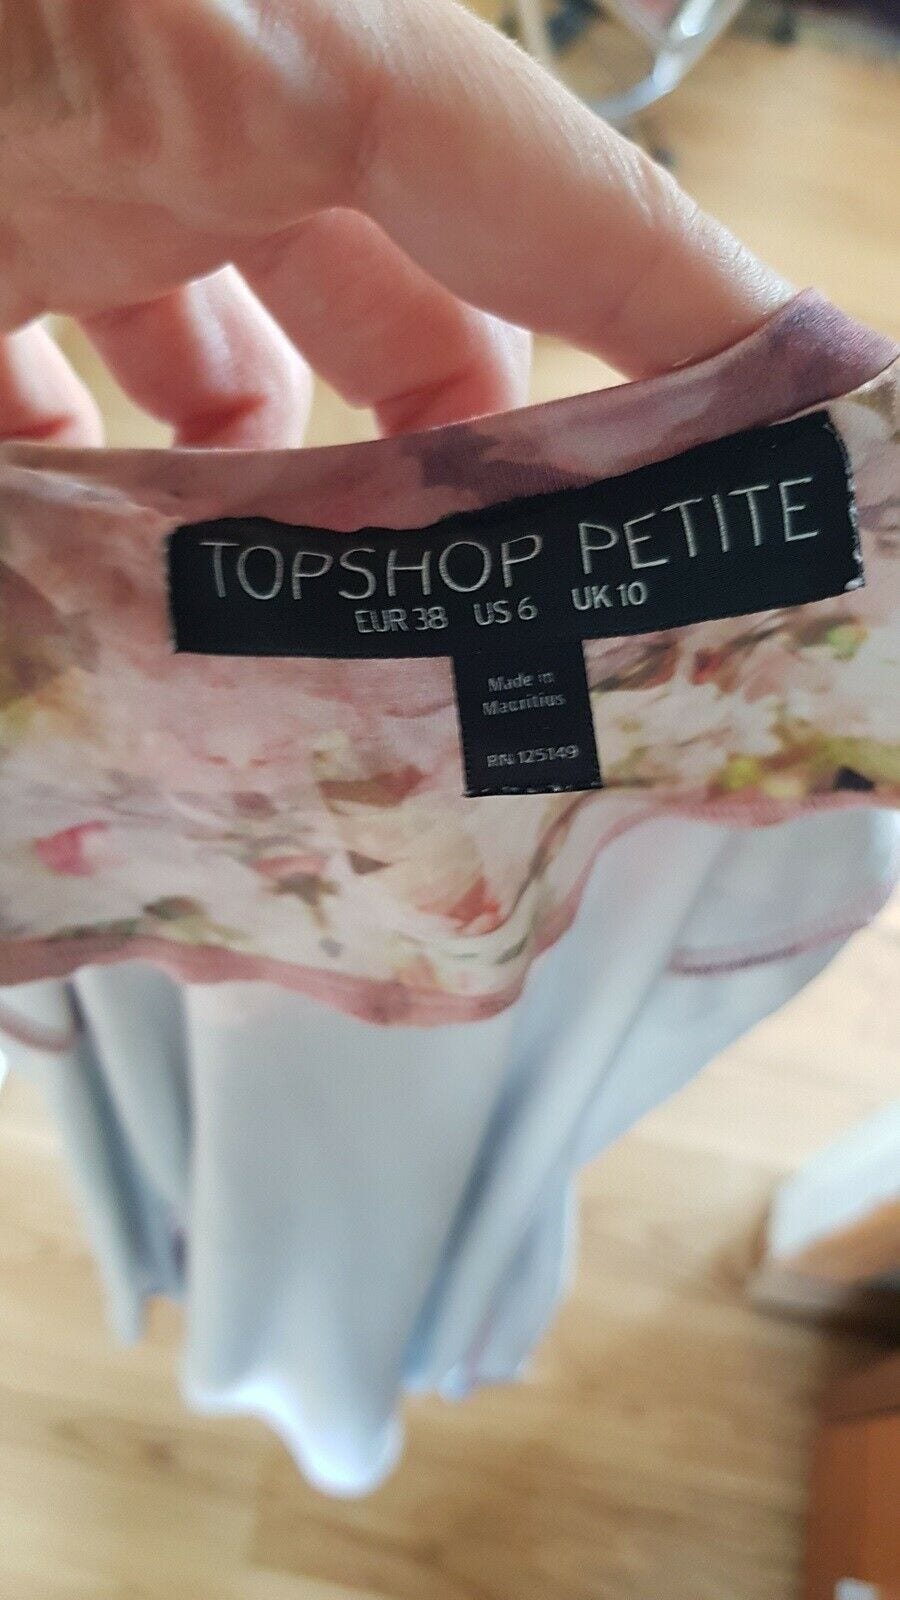 TOPSHOP PETITE
EUR 38 US 6 UK 10
Made in
Mauritius
RN 125149